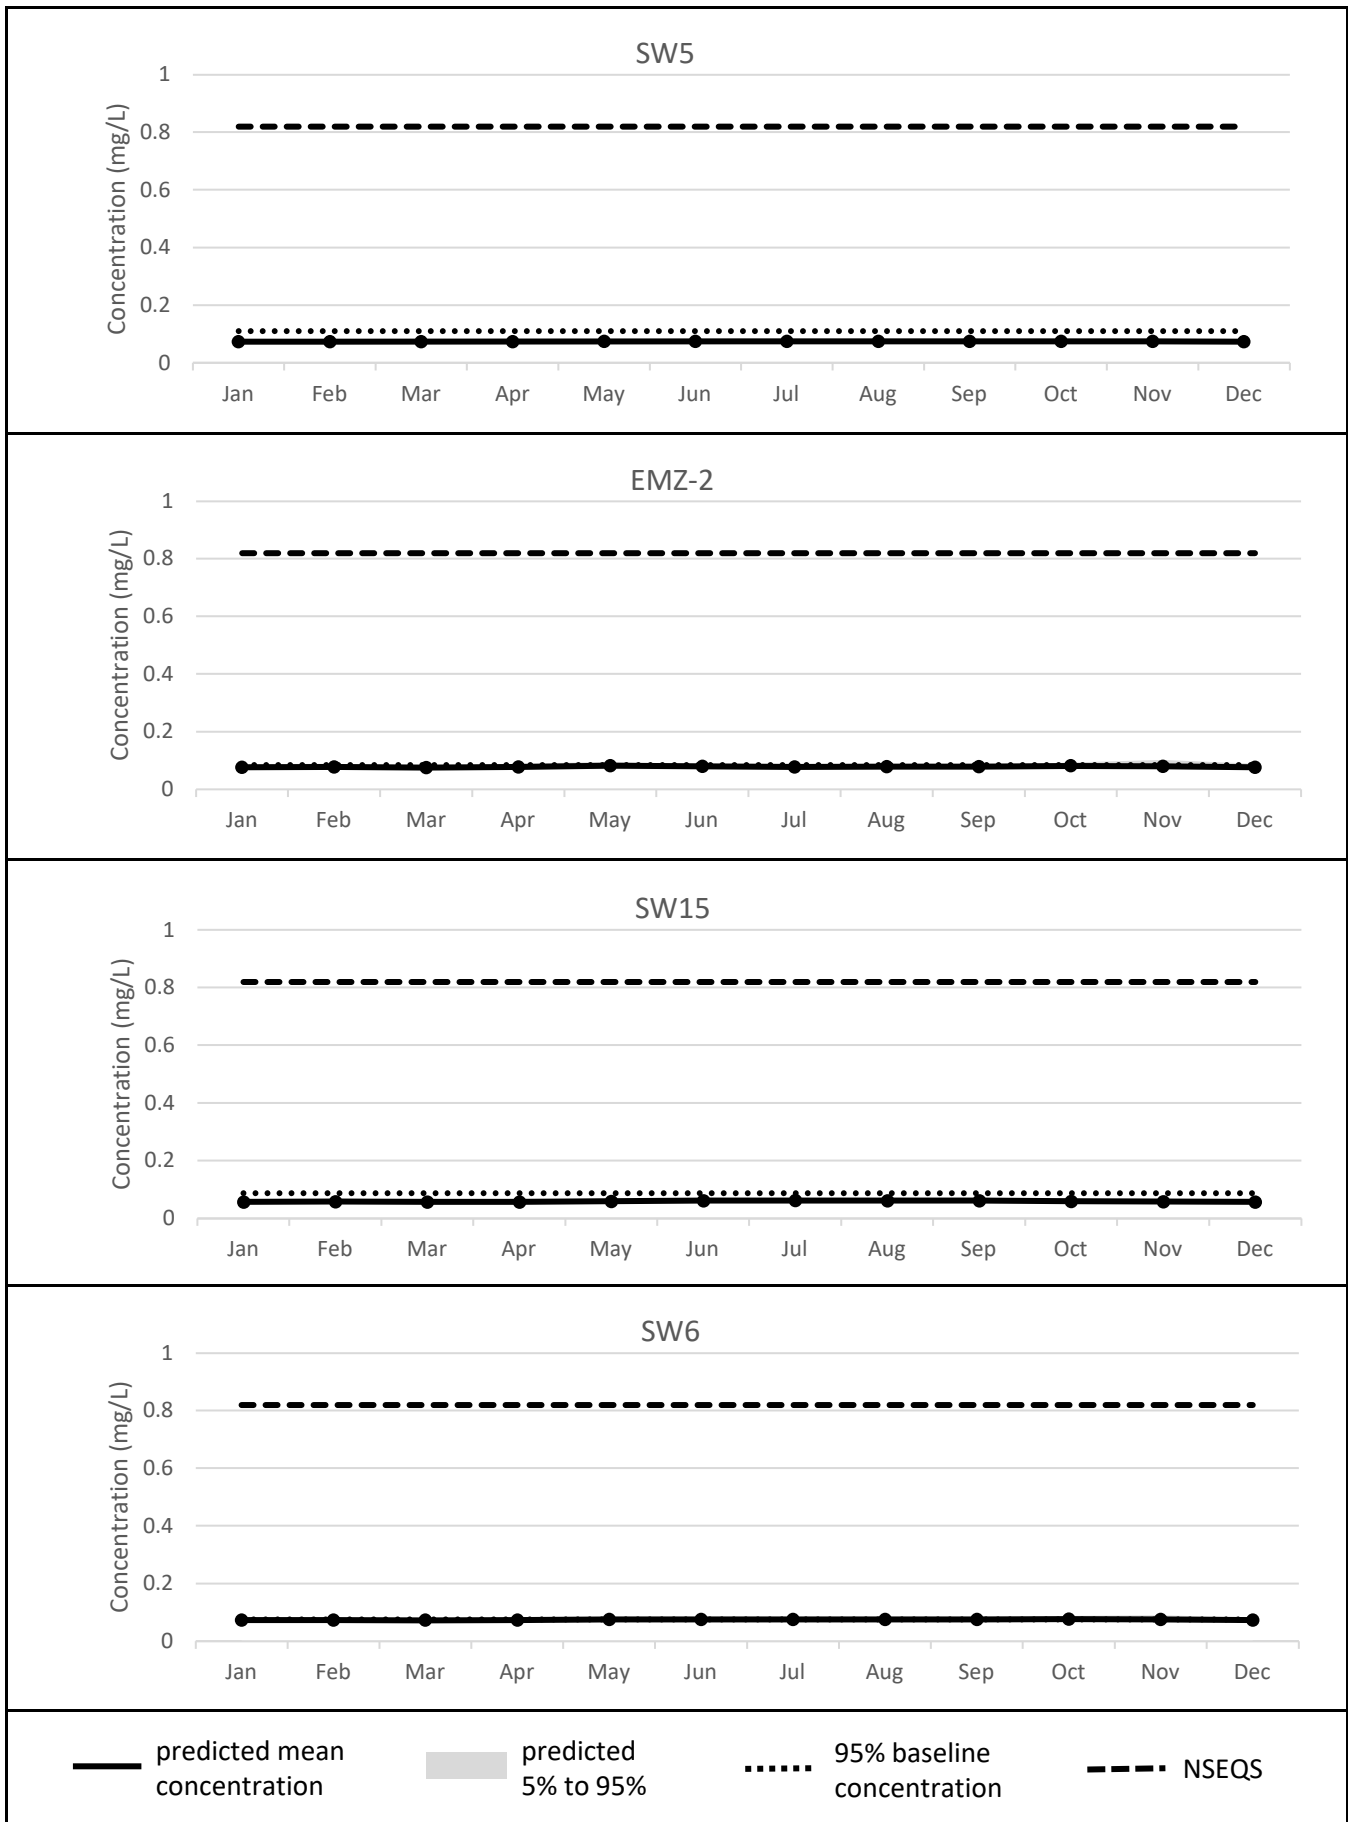 SW5
Concentration (mg/L)
1
0.8
0.6
0.4
0.2
0
Jan Feb Mar Apr May Jun Jul Aug Sep Oct Nov Dec
EMZ-2
Concentration (mg/L)
1
0.8
0.6
0.4
0.2
0
Jan Feb Mar Apr May Jun Jul Aug Sep Oct Nov Dec
SW15
Concentration (mg/L)
1
0.8
0.6
0.4
0.2
0
Jan Feb Mar Apr May Jun Jul Aug Sep Oct Nov Dec
SW6
Concentration (mg/L)
1
0.8
0.6
0.4
0.2
0
Jan Feb Mar Apr May Jun Jul Aug Sep Oct Nov Dec
predicted mean
concentration
predicted
5% to 95%
95% baseline
concentration
NSEQS